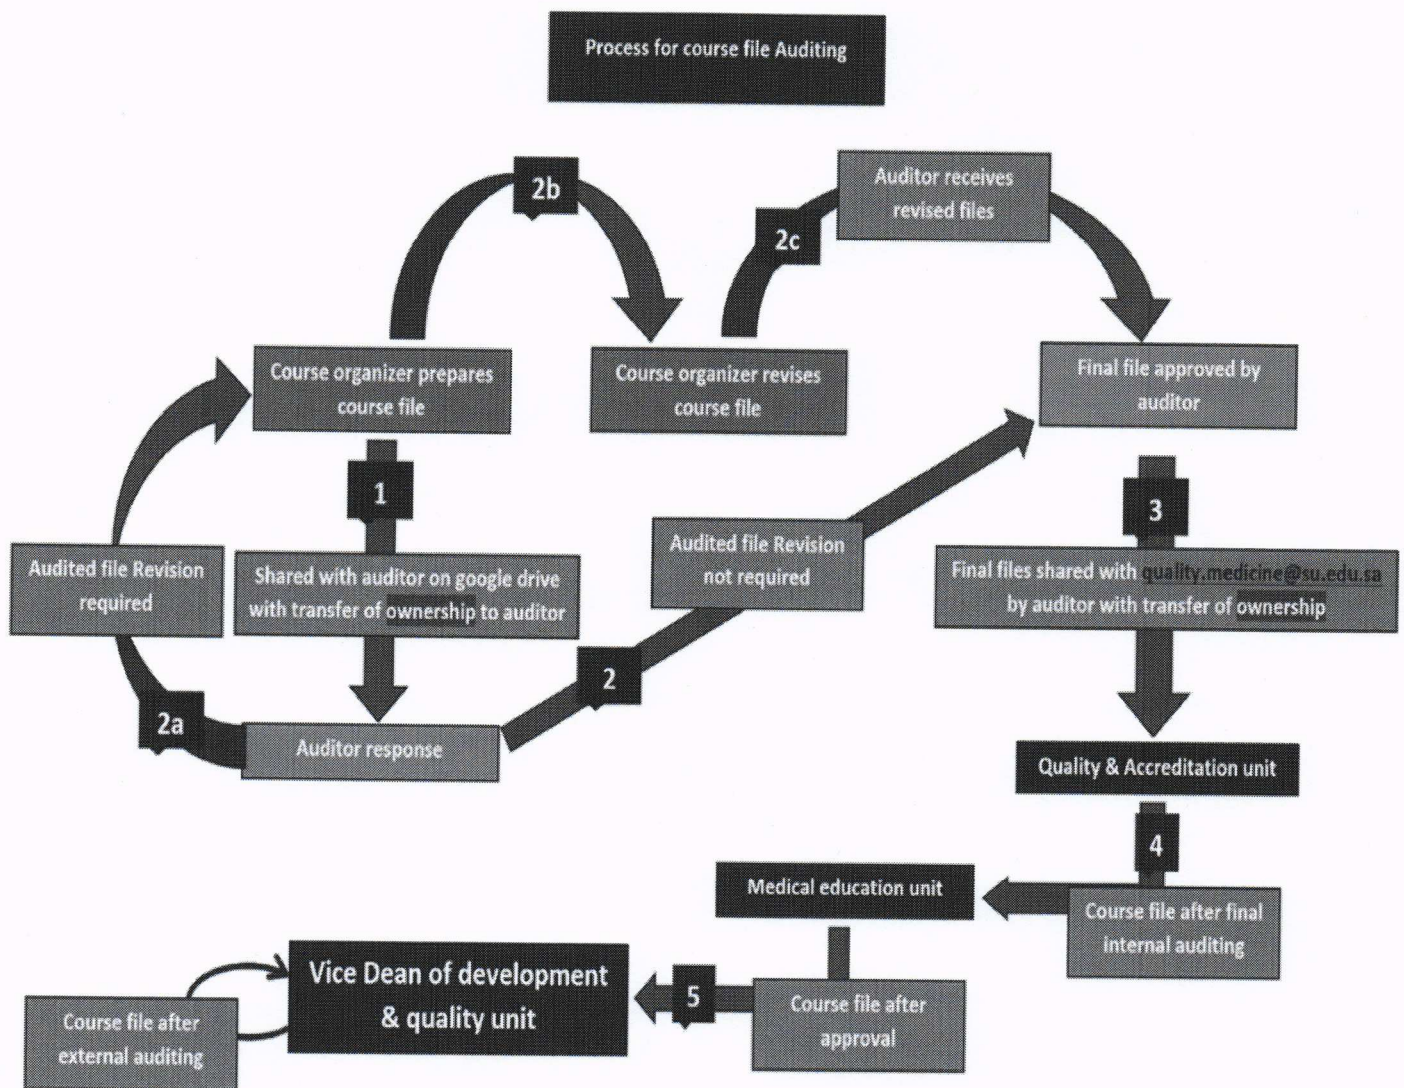 Process for course file Auditing
2b
Auditor receives
revised files
2c
Course organizer prepares
course file
Course organizer revises
course file
Final file approved by
auditor
1
3
Audited file Revision
required
Shared with auditor on google drive
with transfer of ownership to auditor
Audited file Revision
not required
Final files shared with quality.medicine@su.edu.sa
by auditor with transfer of ownership
2
2a
Auditor response
Quality & Accreditation unit
4
Medical education unit
Course file after final
internal auditing
Vice Dean of development
& quality unit
5
Course file after
approval
Course file after
external auditing